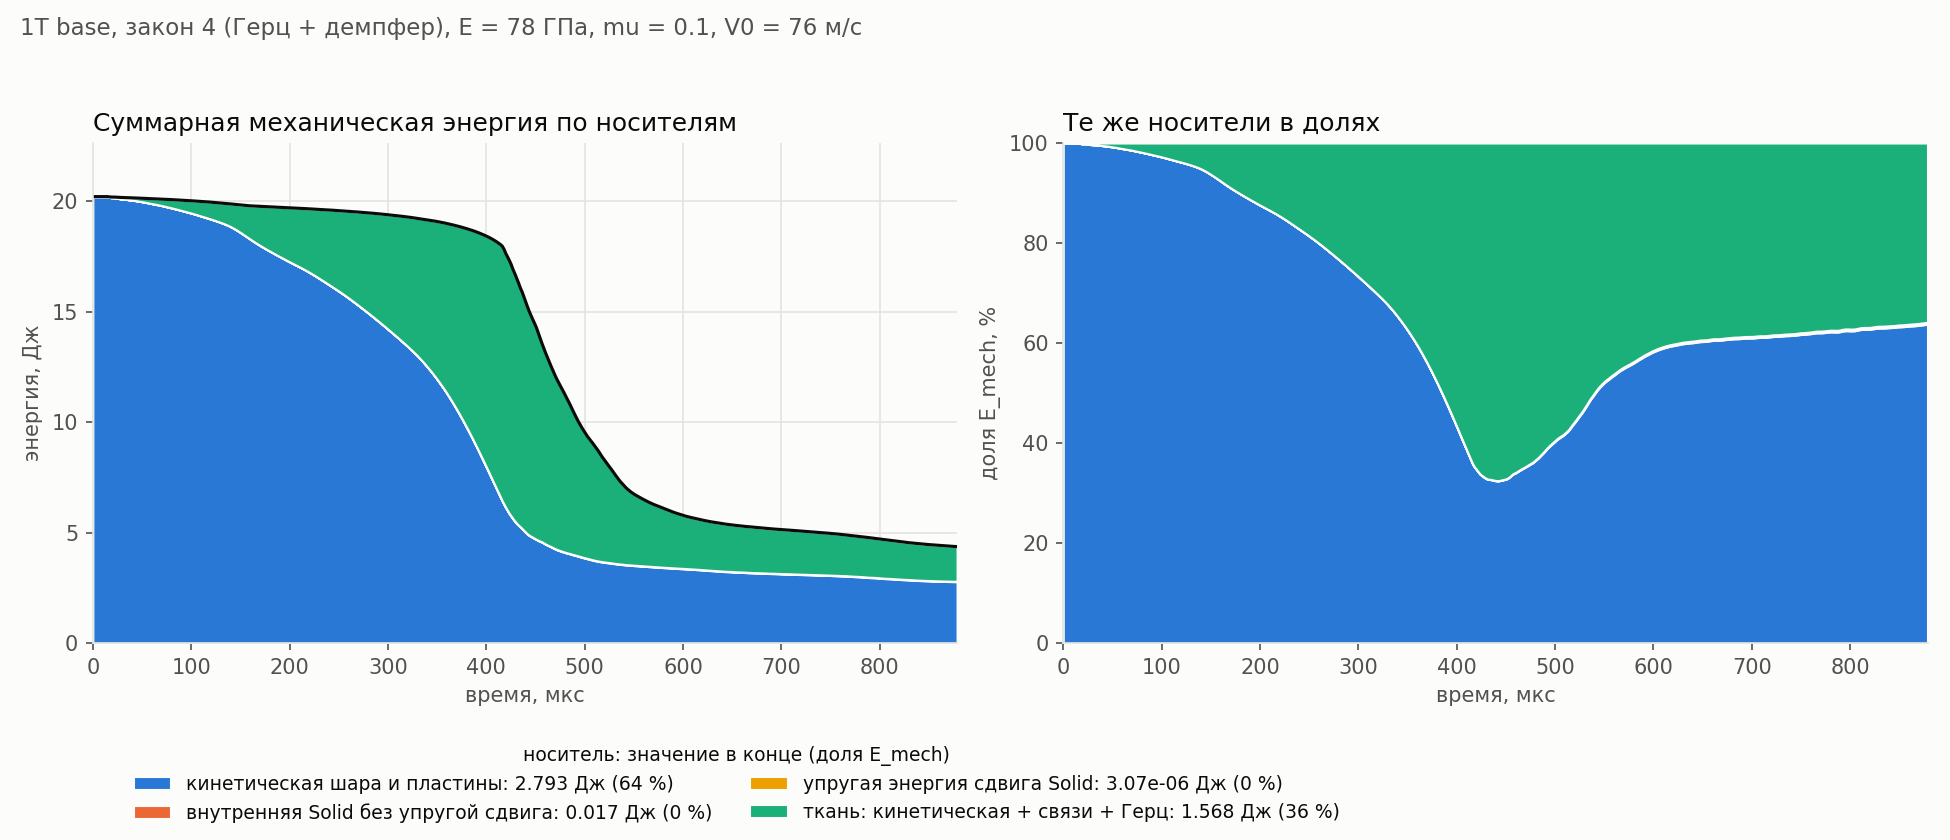 1T base, закон 4 (Герц + демпфер), E = 78 ГПа, mu = 0.1, V0 = 76 м/с
Суммарная механическая энергия по носителям
энергия, Дж
20
15
10
5
0
0 100 200 300 400 500 600 700 800
время, мкс
Те же носители в долях
доля E_mech, %
100
80
60
40
20
0
0 100 200 300 400 500 600 700 800
время, мкс
носитель: значение в конце (доля E_mech)
кинетическая шара и пластины: 2.793 Дж (64 %)
упругая энергия сдвига Solid: 3.07e-06 Дж (0 %)
внутренняя Solid без упругой сдвига: 0.017 Дж (0 %)
ткань: кинетическая + связи + Герц: 1.568 Дж (36 %)